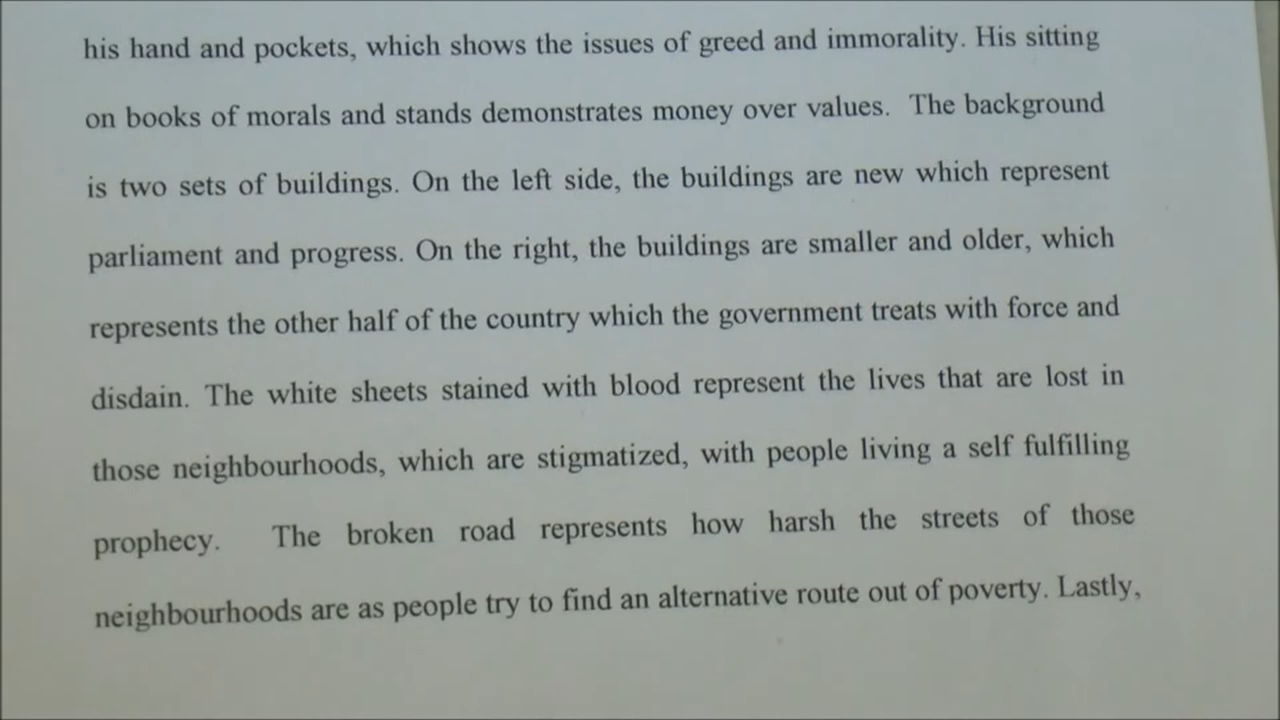 his hand and pockets, which shows the issues of greed and immorality. His sitting
on books of morals and stands demonstrates money over values. The background
is two sets of buildings. On the left side, the buildings are new which represent
parliament and progress. On the right, the buildings are smaller and older, which
represents the other half of the country which the government treats with force and
disdain. The white sheets stained with blood represent the lives that are lost in
those neighbourhoods, which are stigmatized, with people living a self fulfilling
prophecy. The broken road represents how harsh the streets of those
neighbourhoods are as people try to find an alternative route out of poverty. Lastly,